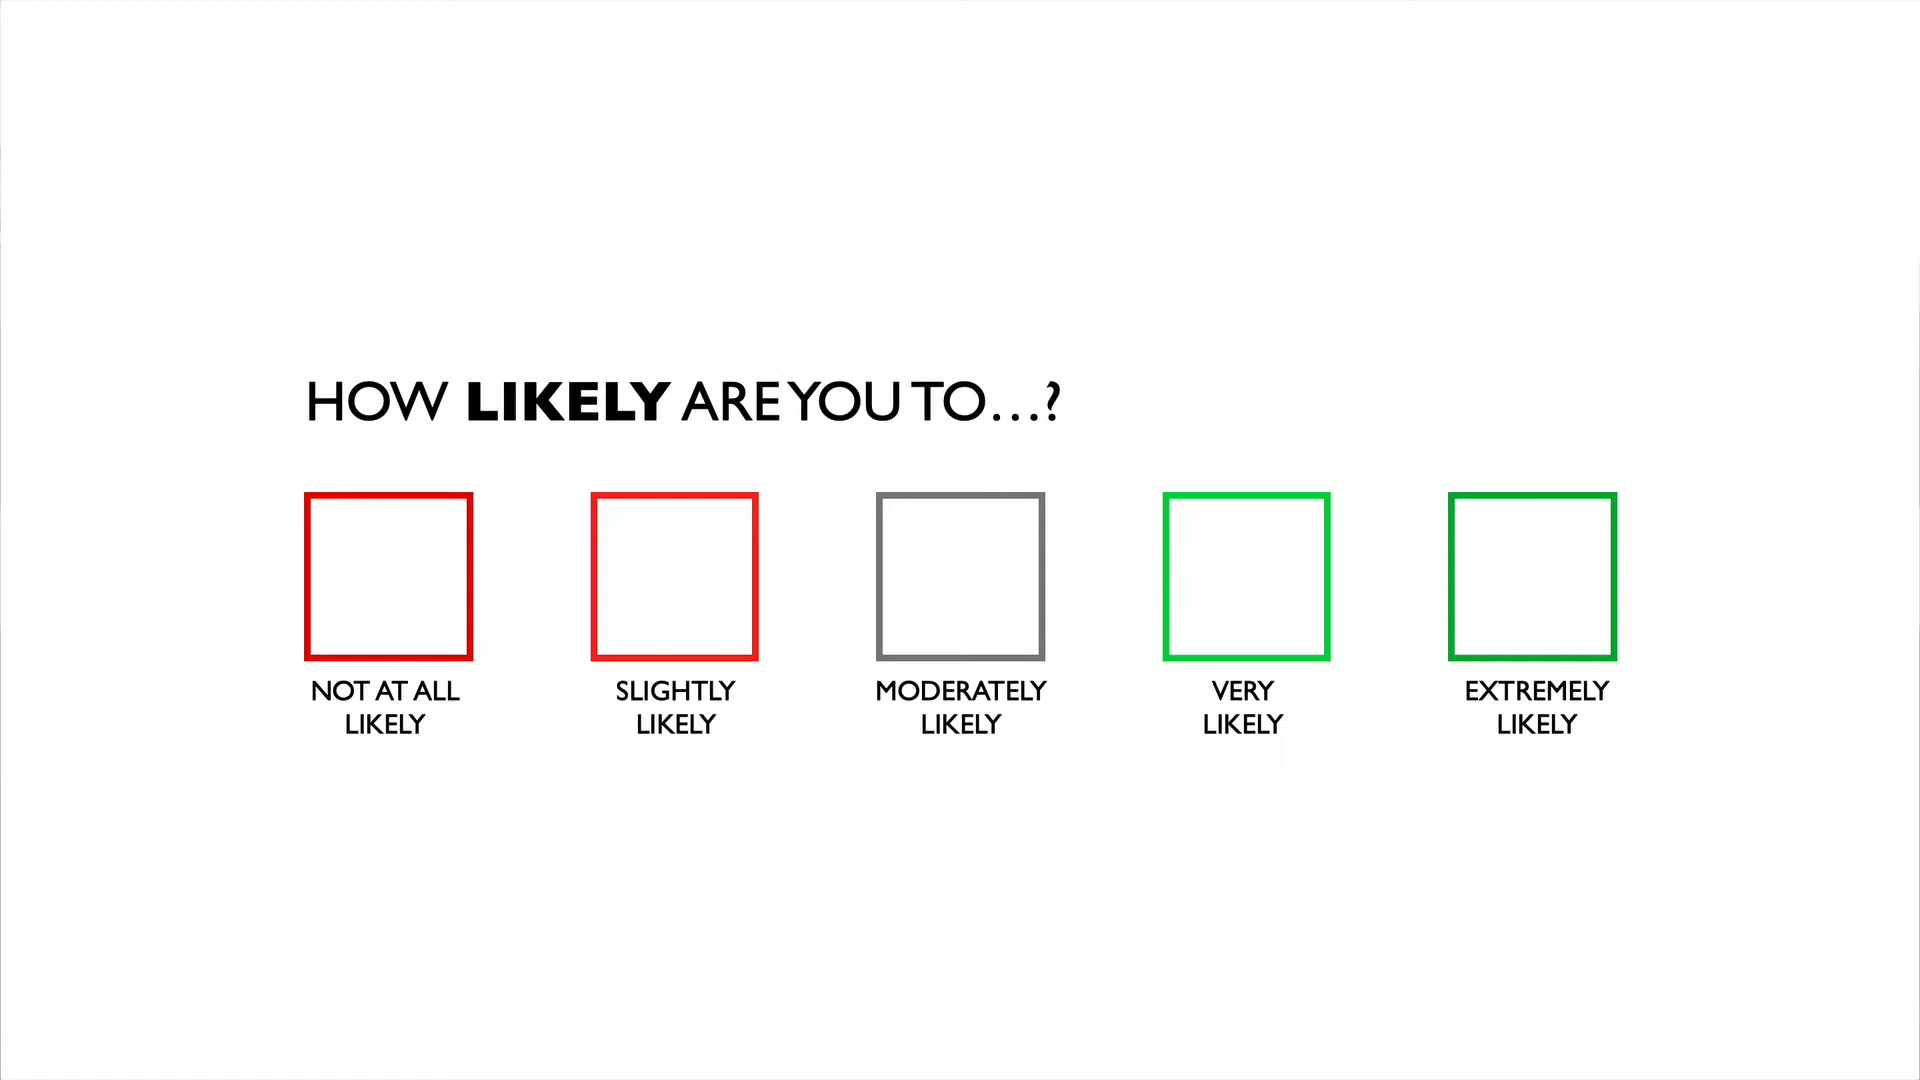 HOW LIKELY ARE YOU TO...?
NOT AT ALL
LIKELY
SLIGHTLY
LIKELY
MODERATELY
LIKELY
VERY
LIKELY
EXTREMELY
LIKELY